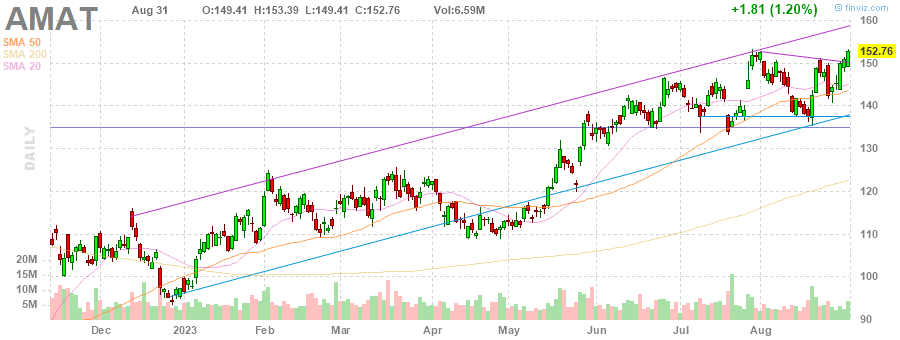 AMAT Aug 31 O:149.41 H:153.39 L:149.41 C:152.76 Vol:6.59M +1.81 (1.20%) finviz.com
160
SMA 50
SMA 200
SMA 20
152.76
150
140
DAILY
130
120
110
20M
15M
100
10M
5M
90
Dec 2023 Feb Mar Apr May Jun Jul Aug